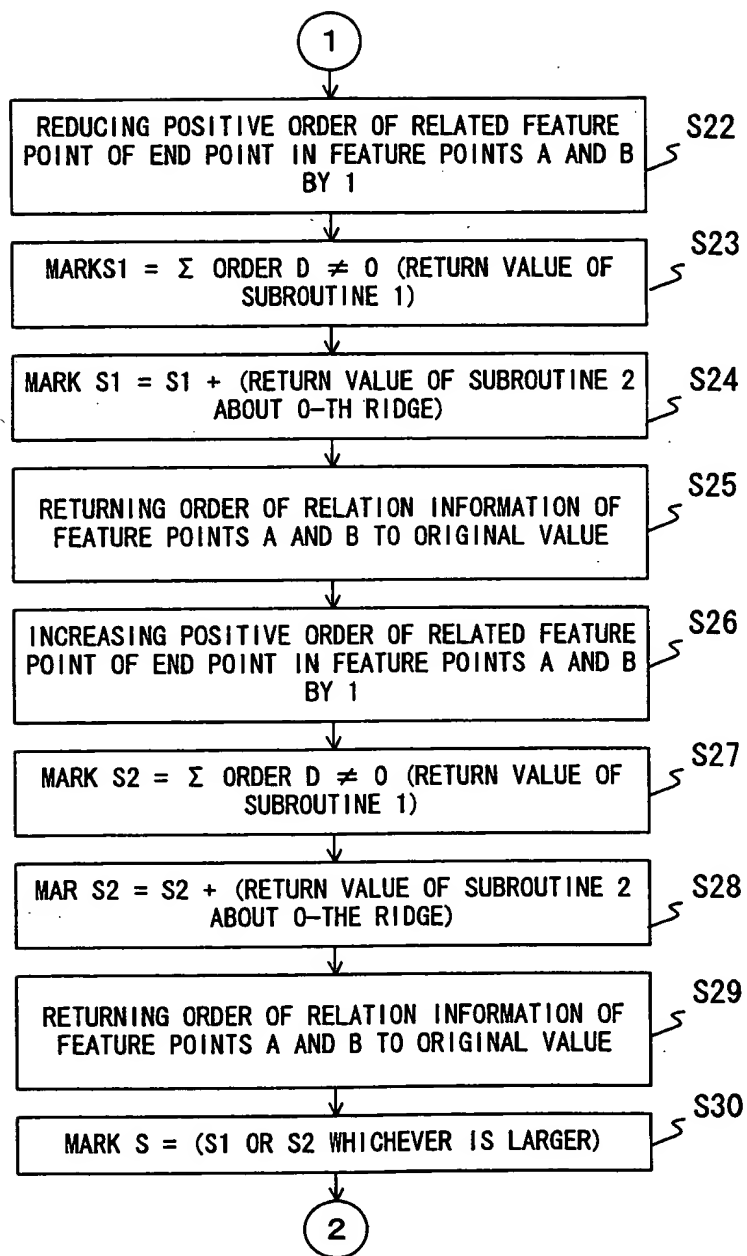 1
REDUCING POSITIVE ORDER OF RELATED FEATURE
POINT OF END POINT IN FEATURE POINTS A AND B
BY 1
S22
MARKS1 = Σ ORDER D ≠ 0 (RETURN VALUE OF
SUBROUTINE 1)
S23
MARK S1 = S1 + (RETURN VALUE OF SUBROUTINE 2
ABOUT 0-TH RIDGE)
S24
RETURNING ORDER OF RELATION INFORMATION OF
FEATURE POINTS A AND B TO ORIGINAL VALUE
S25
INCREASING POSITIVE ORDER OF RELATED FEATURE
POINT OF END POINT IN FEATURE POINTS A AND B
BY 1
S26
MARK S2 = Σ ORDER D ≠ 0 (RETURN VALUE OF
SUBROUTINE 1)
S27
MAR S2 = S2 + (RETURN VALUE OF SUBROUTINE 2
ABOUT 0-THE RIDGE)
S28
RETURNING ORDER OF RELATION INFORMATION OF
FEATURE POINTS A AND B TO ORIGINAL VALUE
S29
MARK S = (S1 OR S2 WHICHEVER IS LARGER)
S30
2